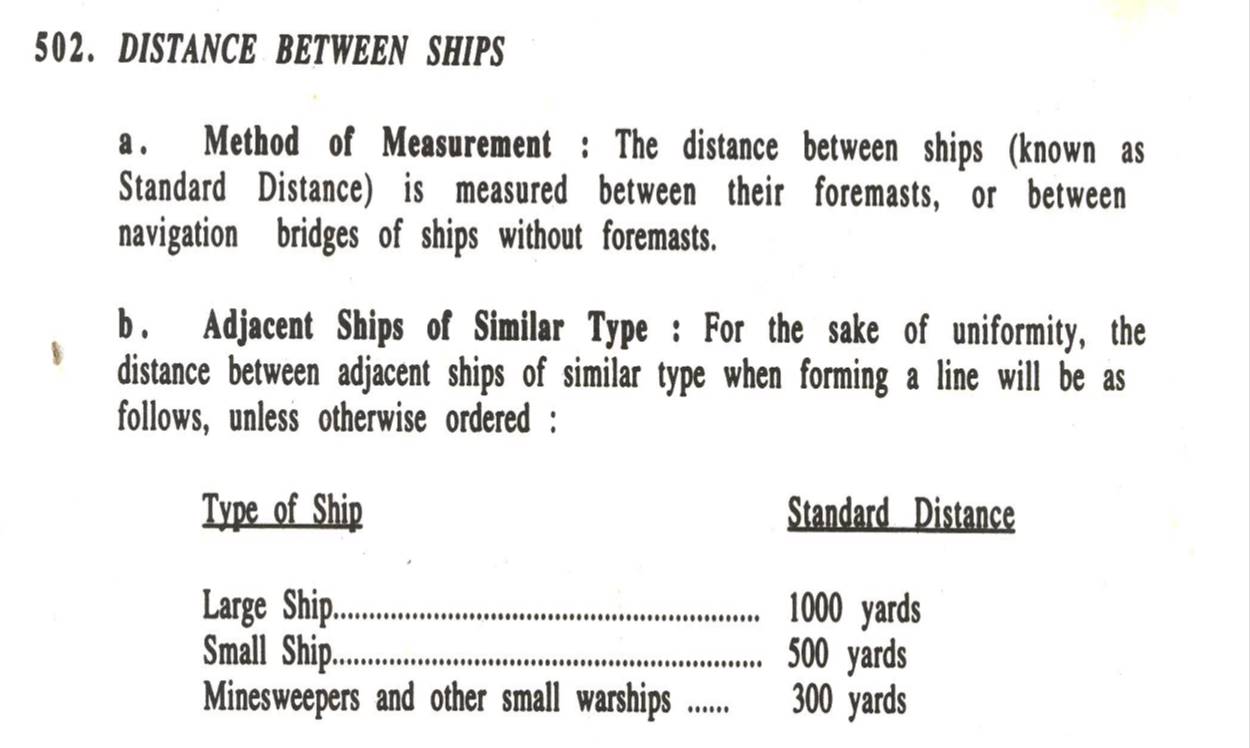 502. DISTANCE BETWEEN SHIPS
a. Method of Measurement : The distance between ships (known as
Standard Distance) is measured between their foremasts, or between
navigation bridges of ships without foremasts.
b. Adjacent Ships of Similar Type : For the sake of uniformity, the
distance between adjacent ships of similar type when forming a line will be as
follows, unless otherwise ordered :
Type of Ship Standard Distance
Large Ship............................................................ 1000 yards
Small Ship............................................................ 500 yards
Minesweepers and other small warships ...... 300 yards